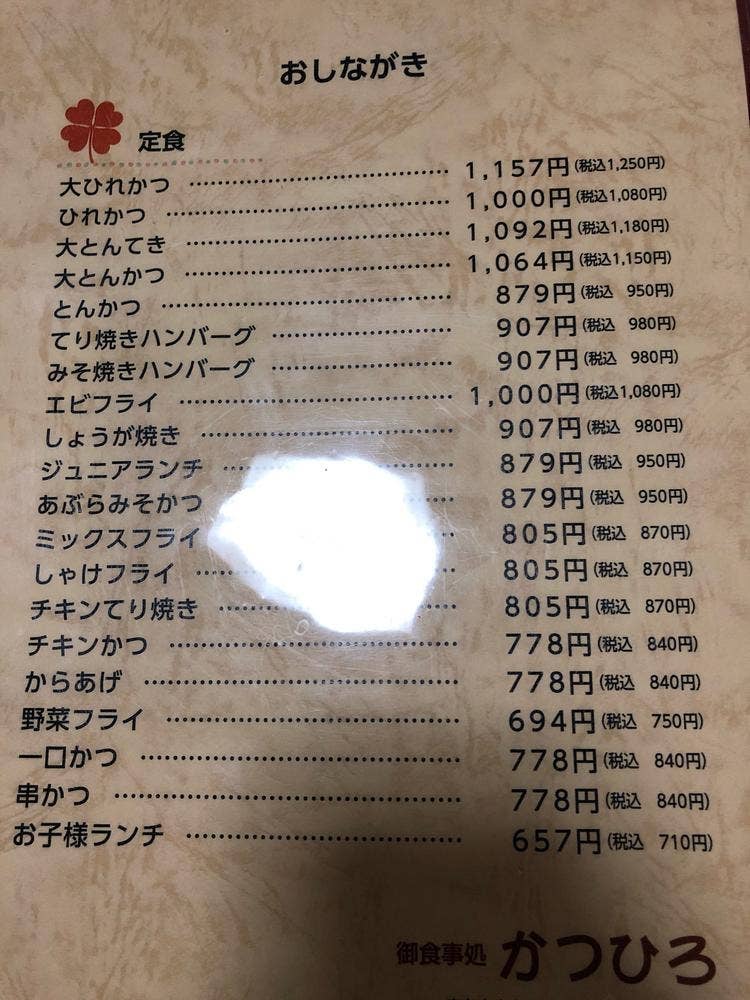 おしながき
定食
大ひれかつ 1,157円(税込1,250円)
ひれかつ 1,000円(税込1,080円)
大とんてき 1,092円(税込1,180円)
大とんかつ 1,064円(税込1,150円)
とんかつ 879円(税込 950円)
てり焼きハンバーグ 907円(税込 980円)
みそ焼きハンバーグ 907円(税込 980円)
エビフライ 1,000円(税込1,080円)
しょうが焼き 907円(税込 980円)
ジュニアランチ 879円(税込 950円)
あぶらみそかつ 879円(税込 950円)
ミックスフライ 805円(税込 870円)
しゃけフライ 805円(税込 870円)
チキンてり焼き 805円(税込 870円)
チキンかつ 778円(税込 840円)
からあげ 778円(税込 840円)
野菜フライ 694円(税込 750円)
一口かつ 778円(税込 840円)
串かつ 778円(税込 840円)
お子様ランチ 657円(税込 710円)
御食事処 かつひろ